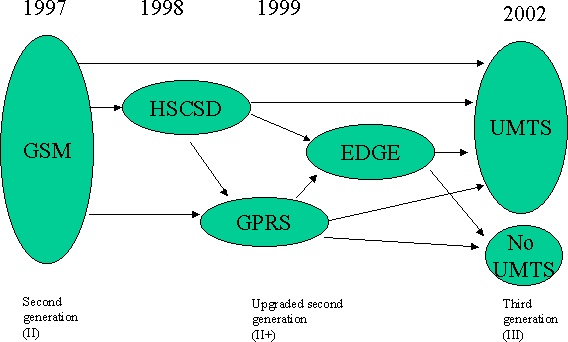 1997
1998
1999
2002
GSM
HSCSD
EDGE
GPRS
UMTS
No
UMTS
Second
generation
(II)
Upgraded second
generation
(II+)
Third
generation
(III)